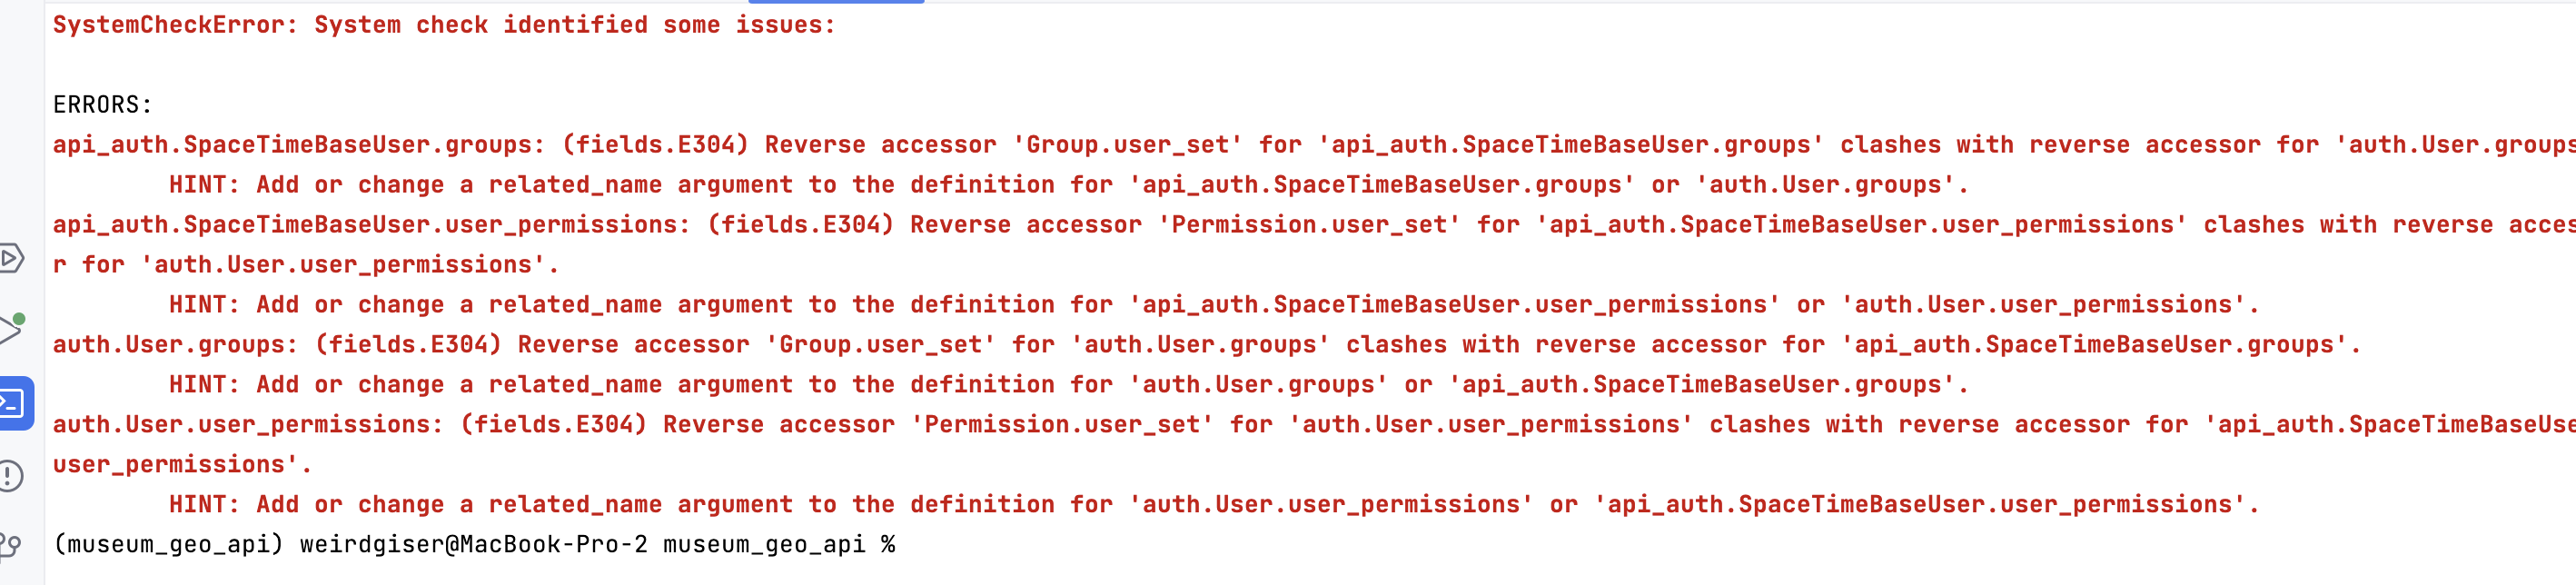 SystemCheckError: System check identified some issues:
ERRORS:
api_auth.SpaceTimeBaseUser.groups: (fields.E304) Reverse accessor 'Group.user_set' for 'api_auth.SpaceTimeBaseUser.groups' clashes with reverse accessor for 'auth.User.groups
HINT: Add or change a related_name argument to the definition for 'api_auth.SpaceTimeBaseUser.groups' or 'auth.User.groups'.
api_auth.SpaceTimeBaseUser.user_permissions: (fields.E304) Reverse accessor 'Permission.user_set' for 'api_auth.SpaceTimeBaseUser.user_permissions' clashes with reverse acces
r for 'auth.User.user_permissions'.
HINT: Add or change a related_name argument to the definition for 'api_auth.SpaceTimeBaseUser.user_permissions' or 'auth.User.user_permissions'.
auth.User.groups: (fields.E304) Reverse accessor 'Group.user_set' for 'auth.User.groups' clashes with reverse accessor for 'api_auth.SpaceTimeBaseUser.groups'.
HINT: Add or change a related_name argument to the definition for 'auth.User.groups' or 'api_auth.SpaceTimeBaseUser.groups'.
auth.User.user_permissions: (fields.E304) Reverse accessor 'Permission.user_set' for 'auth.User.user_permissions' clashes with reverse accessor for 'api_auth.SpaceTimeBaseUse
user_permissions'.
HINT: Add or change a related_name argument to the definition for 'auth.User.user_permissions' or 'api_auth.SpaceTimeBaseUser.user_permissions'.
(museum_geo_api) weirdgiser@MacBook-Pro-2 museum_geo_api %